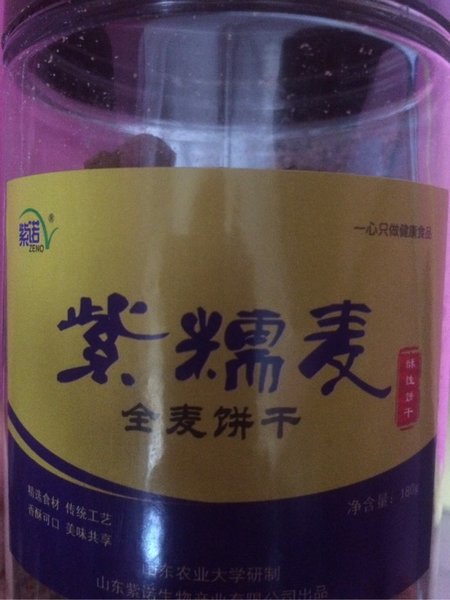 紫诺®
ZENO
一心只做健康食品
紫糯麦
酥性饼干
全麦饼干
精选食材 传统工艺
香酥可口 美味共享
净含量：180g
山东农业大学研制
山东紫诺生物产业有限公司出品